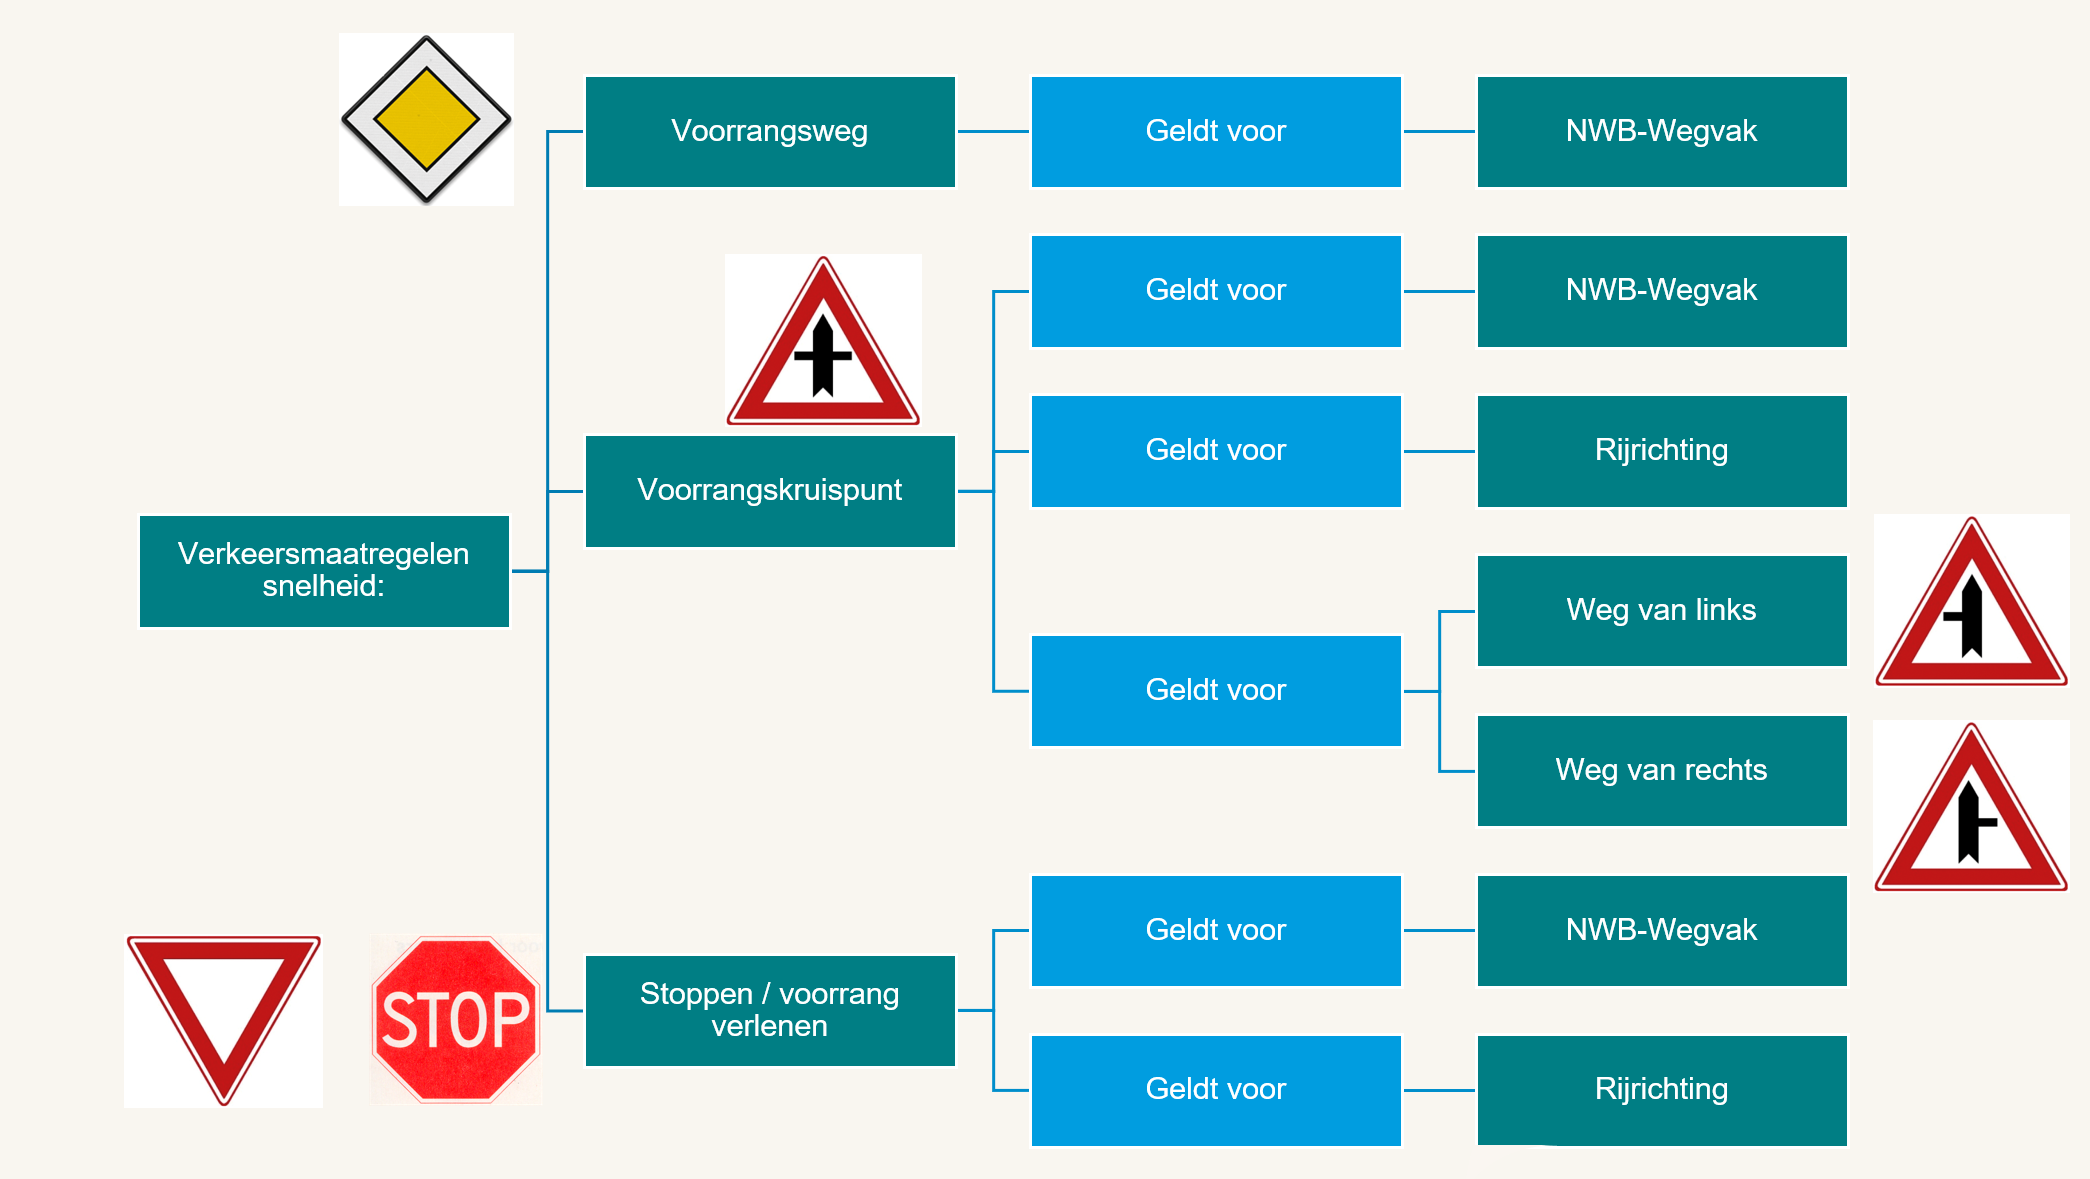 Voorrangsweg
Geldt voor
NWB-Wegvak
Geldt voor
NWB-Wegvak
Voorrangskruispunt
Geldt voor
Rijrichting
Verkeersmaatregelen
snelheid:
Weg van links
Geldt voor
Weg van rechts
Geldt voor
NWB-Wegvak
STOP
Stoppen / voorrang
verlenen
Geldt voor
Rijrichting